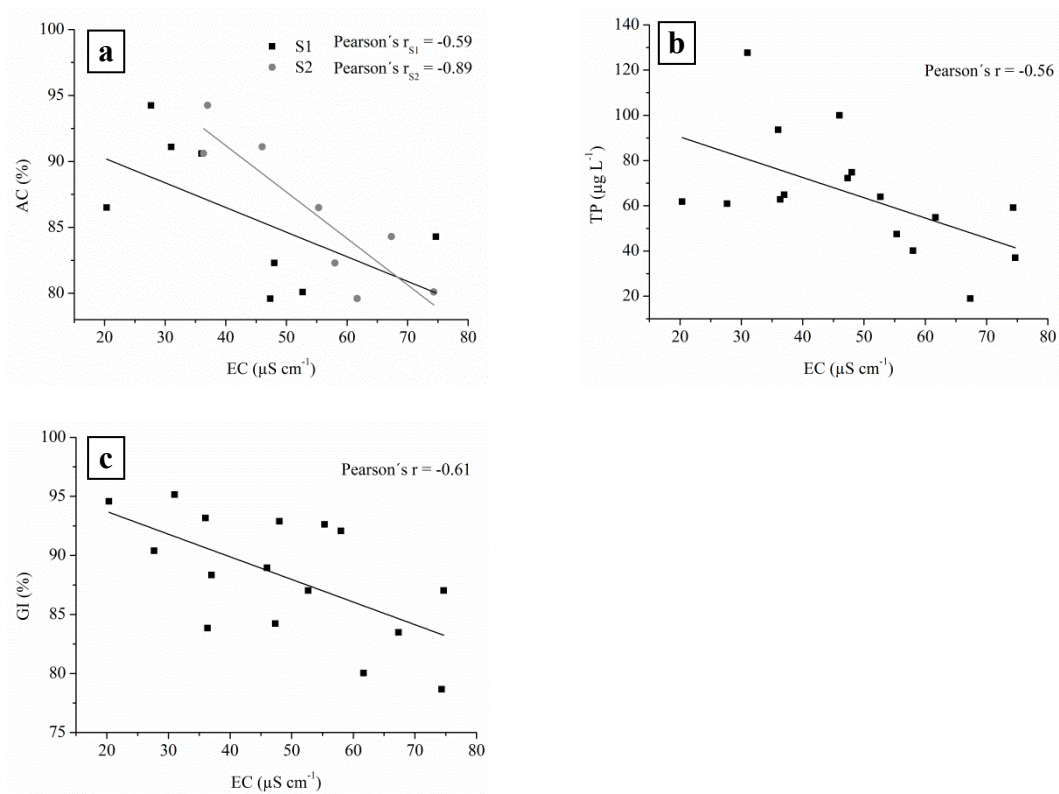 a
S1 Pearson´s r_S1 = -0.59
S2 Pearson´s r_S2 = -0.89
100
95
90
85
80
AC (%)
20 30 40 50 60 70 80
EC (µS cm⁻¹)
b
Pearson´s r = -0.56
140
120
100
80
60
40
20
TP (µg L⁻¹)
20 30 40 50 60 70 80
EC (µS cm⁻¹)
c
Pearson´s r = -0.61
100
95
90
85
80
75
GI (%)
20 30 40 50 60 70 80
EC (µS cm⁻¹)